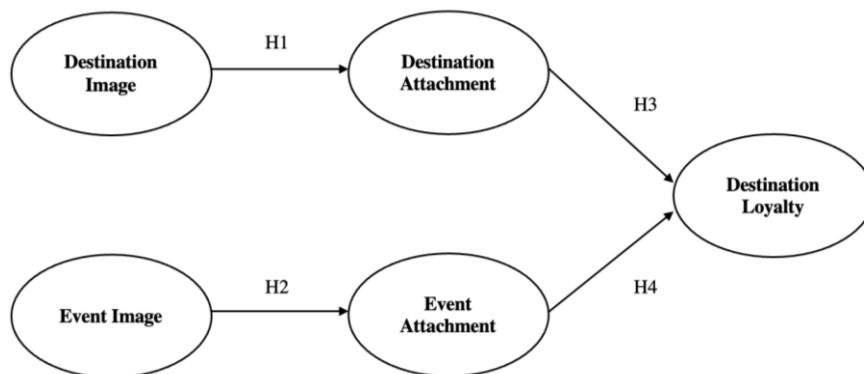 H1
Destination
Image
Destination
Attachment
H3
Destination
Loyalty
Event Image
H2
Event
Attachment
H4